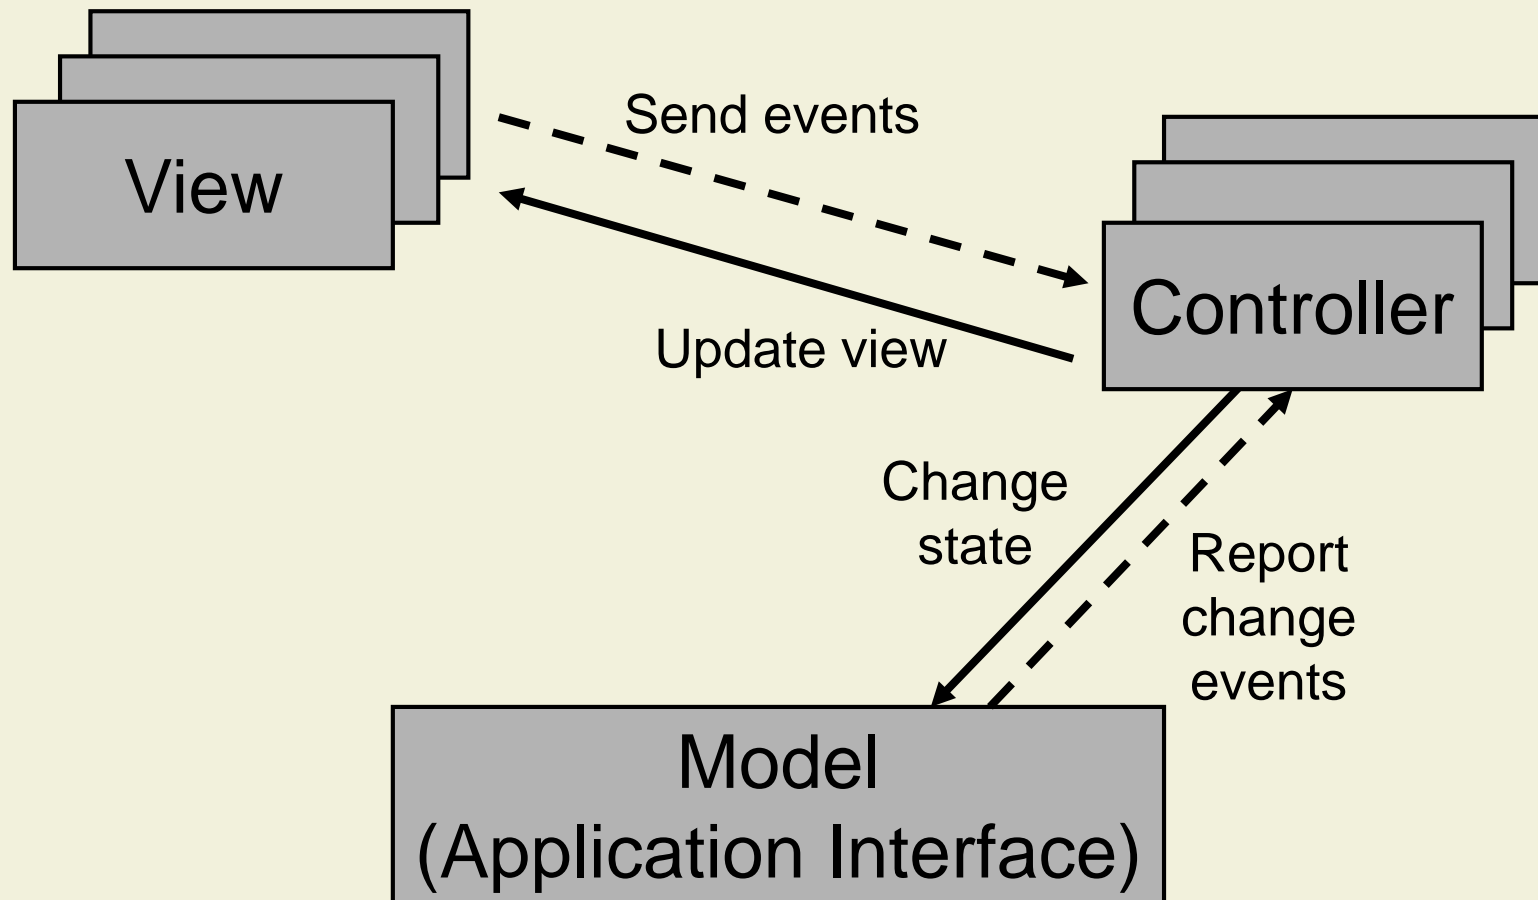 Send events
View
Controller
Update view
Change
state
Report
change
events
Model
(Application Interface)